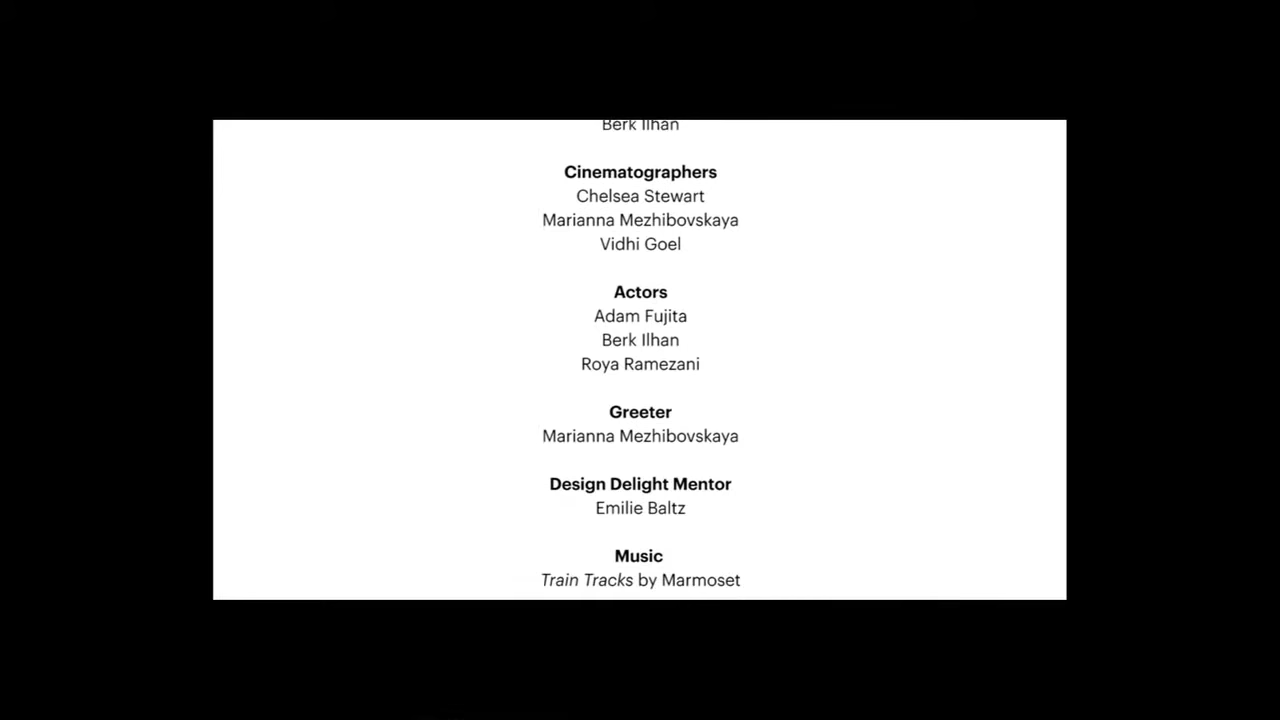 Berk Ilhan
Cinematographers
Chelsea Stewart
Marianna Mezhibovskaya
Vidhi Goel
Actors
Adam Fujita
Berk Ilhan
Roya Ramezani
Greeter
Marianna Mezhibovskaya
Design Delight Mentor
Emilie Baltz
Music
Train Tracks by Marmoset